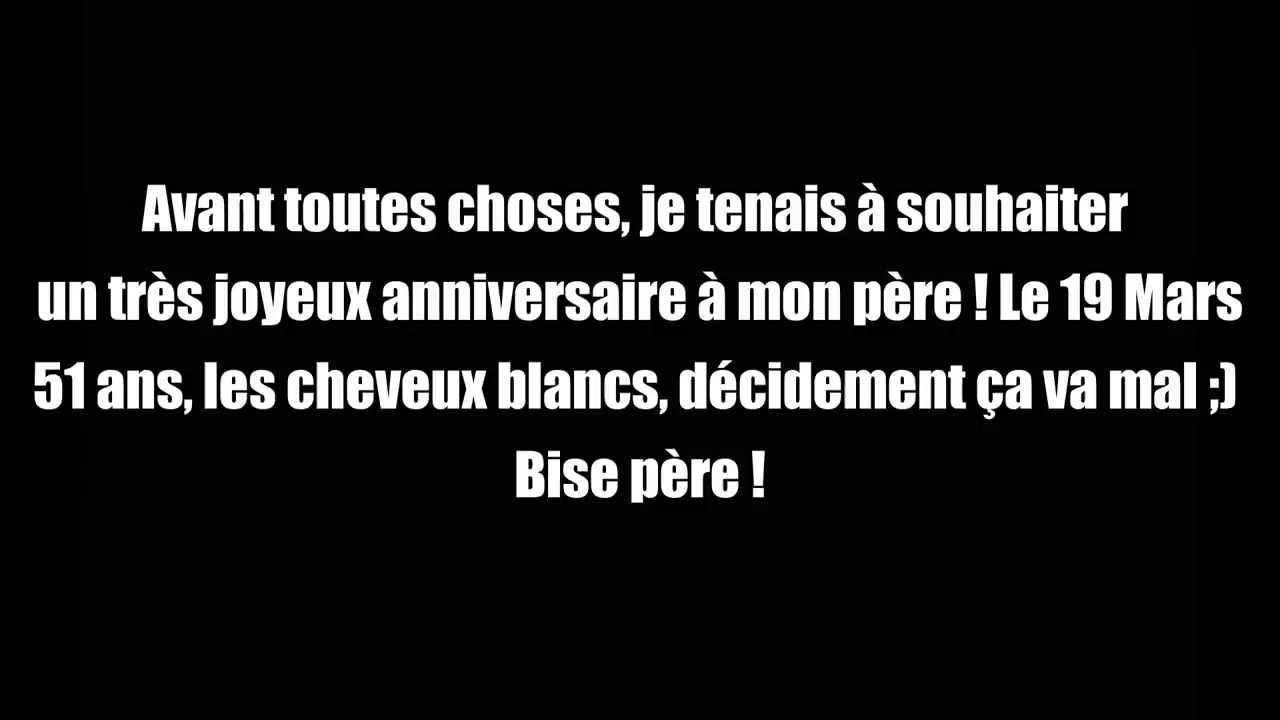 Avant toutes choses, je tenais à souhaiter
un très joyeux anniversaire à mon père ! Le 19 Mars
51 ans, les cheveux blancs, décidement ça va mal ;)
Bise père !